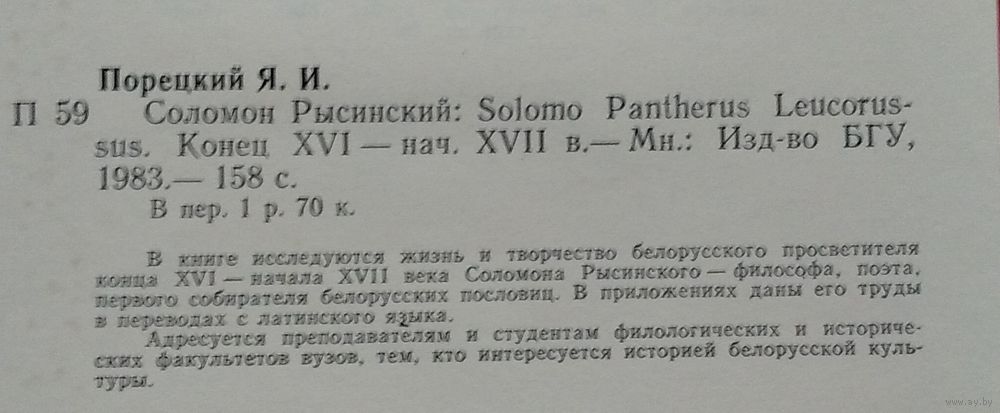 Порецкий Я. И.
П 59 Соломон Рысинский: Solomo Pantherus Leucorus-
sus. Конец XVI — нач. XVII в.— Мн.: Изд-во БГУ,
1983.— 158 с.
В пер. 1 р. 70 к.
В книге исследуются жизнь и творчество белорусского просветителя
конца XVI — начала XVII века Соломона Рысинского — философа, поэта,
первого собирателя белорусских пословиц. В приложениях даны его труды
в переводах с латинского языка.
Адресуется преподавателям и студентам филологических и историче-
ских факультетов вузов, тем, кто интересуется историей белорусской куль-
туры.
www.ay.by